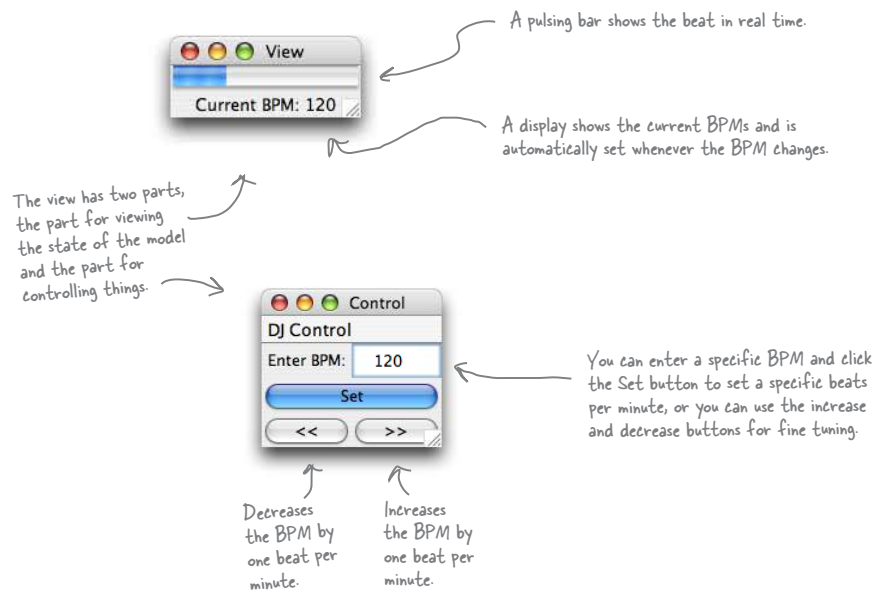 A pulsing bar shows the beat in real time.
View
Current BPM: 120
A display shows the current BPMs and is
automatically set whenever the BPM changes.
The view has two parts,
the part for viewing
the state of the model
and the part for
controlling things.
Control
DJ Control
Enter BPM: 120
Set
<< >>
You can enter a specific BPM and click
the Set button to set a specific beats
per minute, or you can use the increase
and decrease buttons for fine tuning.
Decreases
the BPM by
one beat per
minute.
Increases
the BPM by
one beat per
minute.